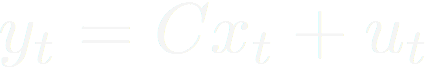 y_t = Cx_t + u_t